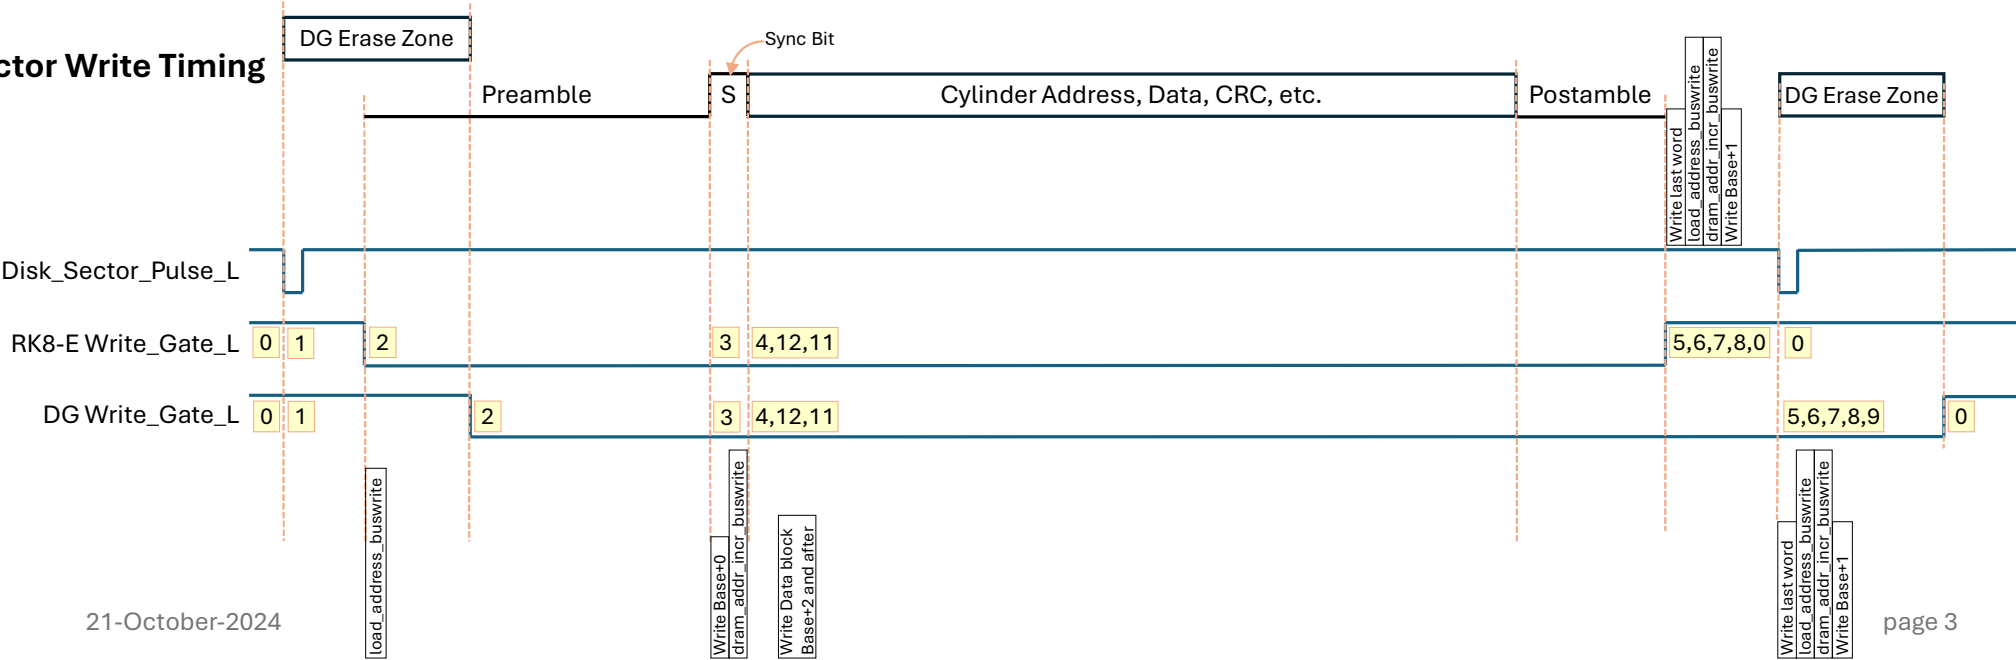 DG Erase Zone
Sync Bit
ctor Write Timing
Preamble
S
Cylinder Address, Data, CRC, etc.
Postamble
DG Erase Zone
Write last word
load_address_buswrite
dram_addr_incr_buswrite
Write Base+1
Disk_Sector_Pulse_L
RK8-E Write_Gate_L
0
1
2
3
4,12,11
5,6,7,8,0
0
DG Write_Gate_L
0
1
2
3
4,12,11
5,6,7,8,9
0
load_address_buswrite
Write Base+0
dram_addr_incr_buswrite
Write Data block
Base+2 and after
Write last word
load_address_buswrite
dram_addr_incr_buswrite
Write Base+1
21-October-2024
page 3